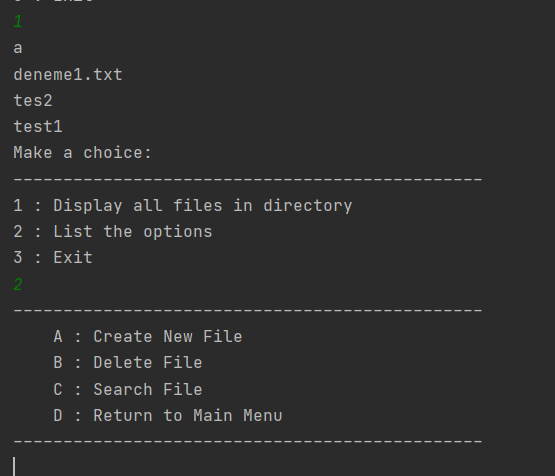 1
a
deneme1.txt
tes2
test1
Make a choice:
-----------------------------------------------
1 : Display all files in directory
2 : List the options
3 : Exit
2
-----------------------------------------------
    A : Create New File
    B : Delete File
    C : Search File
    D : Return to Main Menu
-----------------------------------------------